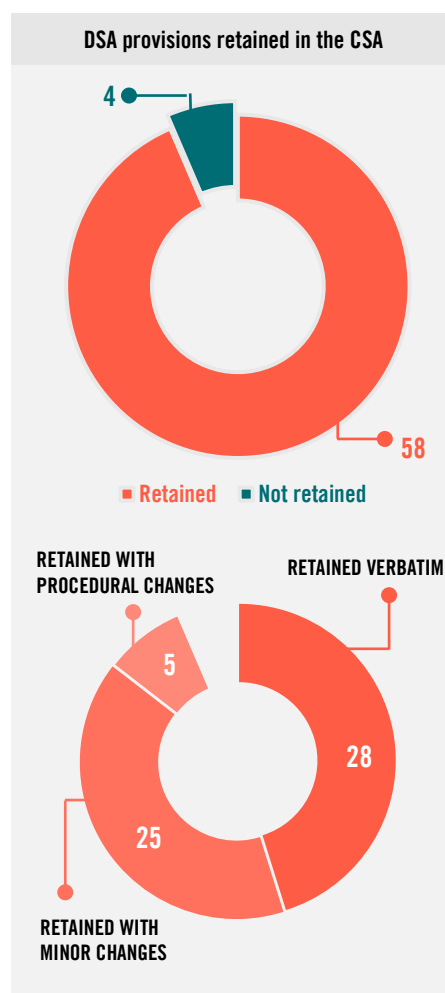 DSA provisions retained in the CSA
4
58
Retained
Not retained
RETAINED WITH
PROCEDURAL CHANGES
RETAINED VERBATIM
5
28
25
RETAINED WITH
MINOR CHANGES